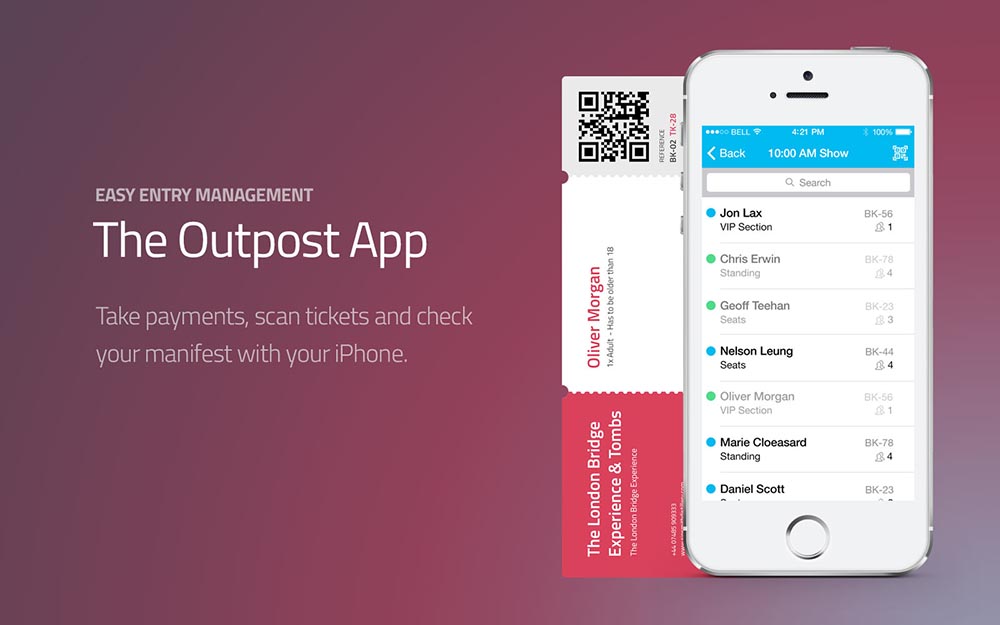 EASY ENTRY MANAGEMENT
The Outpost App
Take payments, scan tickets and check
your manifest with your iPhone.
REFERENCE
BK-02 TK-2B
Oliver Morgan
1x Adult - Has to be older than 18
The London Bridge
Experience & Tombs
The London Bridge Experience
+44 07485 909333
BELL 4:21 PM 100%
Back 10:00 AM Show
Search
Jon Lax BK-56
VIP Section 1
Chris Erwin BK-78
Standing 4
Geoff Teehan BK-23
Seats 3
Nelson Leung BK-44
Seats 4
Oliver Morgan BK-56
VIP Section 1
Marie Cloeasard BK-78
Standing 4
Daniel Scott BK-23